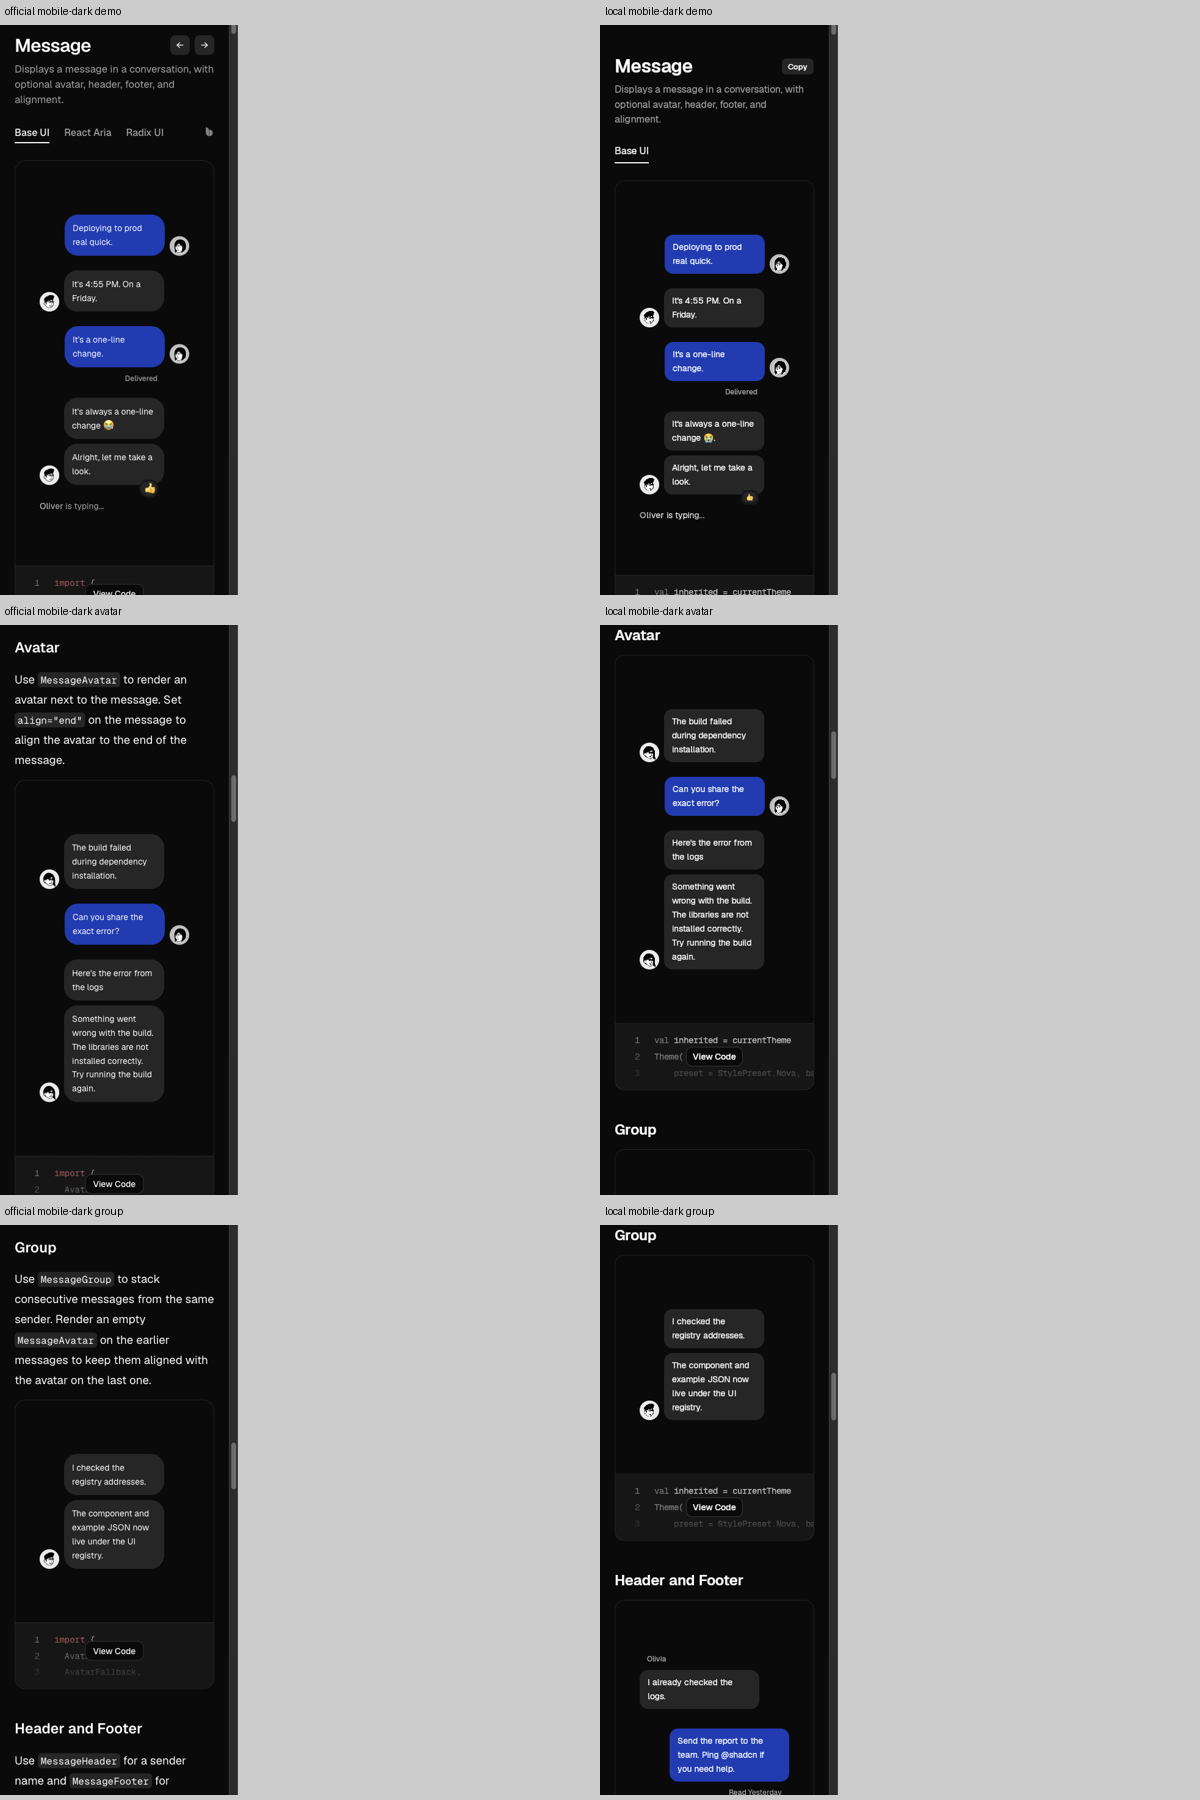 official mobile-dark demo
Message
Displays a message in a conversation, with
optional avatar, header, footer, and
alignment.
Base UI React Aria Radix UI
Deploying to prod
real quick.
It's 4:55 PM. On a
Friday.
It's a one-line
change.
Delivered
It's always a one-line
change 😭
Alright, let me take a
look.
👍
Oliver is typing...
1 import {
View Code
local mobile-dark demo
Message
Copy
Displays a message in a conversation, with
optional avatar, header, footer, and
alignment.
Base UI
Deploying to prod
real quick.
It's 4:55 PM. On a
Friday.
It's a one-line
change.
Delivered
It's always a one-line
change 😭.
Alright, let me take a
look.
👍
Oliver is typing...
1 val inherited = currentTheme
official mobile-dark avatar
Avatar
Use MessageAvatar to render an
avatar next to the message. Set
align="end" on the message to
align the avatar to the end of the
message.
The build failed
during dependency
installation.
Can you share the
exact error?
Here's the error from
the logs
Something went
wrong with the build.
The libraries are not
installed correctly.
Try running the build
again.
1 import {
View Code
2 Avat
local mobile-dark avatar
Avatar
The build failed
during dependency
installation.
Can you share the
exact error?
Here's the error from
the logs
Something went
wrong with the build.
The libraries are not
installed correctly.
Try running the build
again.
1 val inherited = currentTheme
2 Theme(
View Code
3 preset = StylePreset.Nova, ba
Group
official mobile-dark group
Group
Use MessageGroup to stack
consecutive messages from the same
sender. Render an empty
MessageAvatar on the earlier
messages to keep them aligned with
the avatar on the last one.
I checked the
registry addresses.
The component and
example JSON now
live under the UI
registry.
1 import {
View Code
2 Avat
3 AvatarFallback,
Header and Footer
Use MessageHeader for a sender
name and MessageFooter for
local mobile-dark group
Group
I checked the
registry addresses.
The component and
example JSON now
live under the UI
registry.
1 val inherited = currentTheme
2 Theme(
View Code
3 preset = StylePreset.Nova, ba
Header and Footer
Olivia
I already checked the
logs.
Send the report to the
team. Ping @shadcn if
you need help.
Read Yesterday